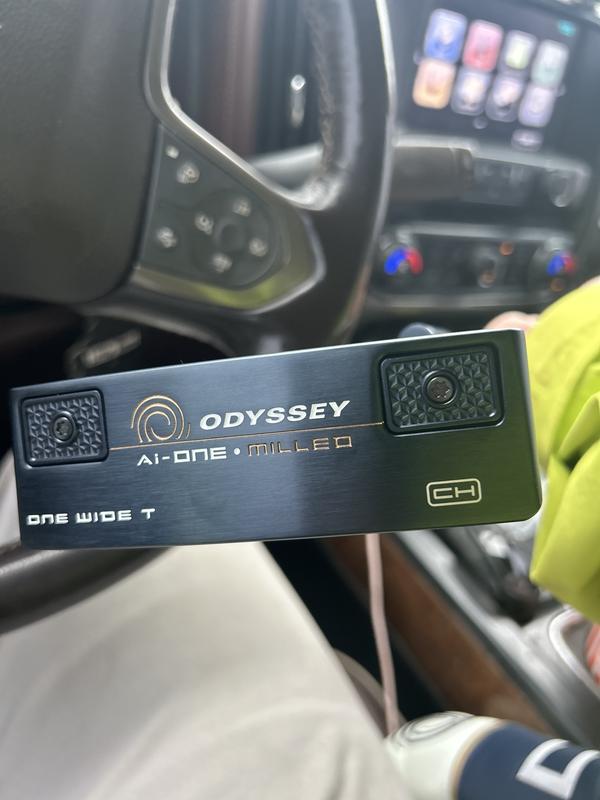 ODYSSEY
Ai-ONE • MILLED
ONE WIDE T
CH